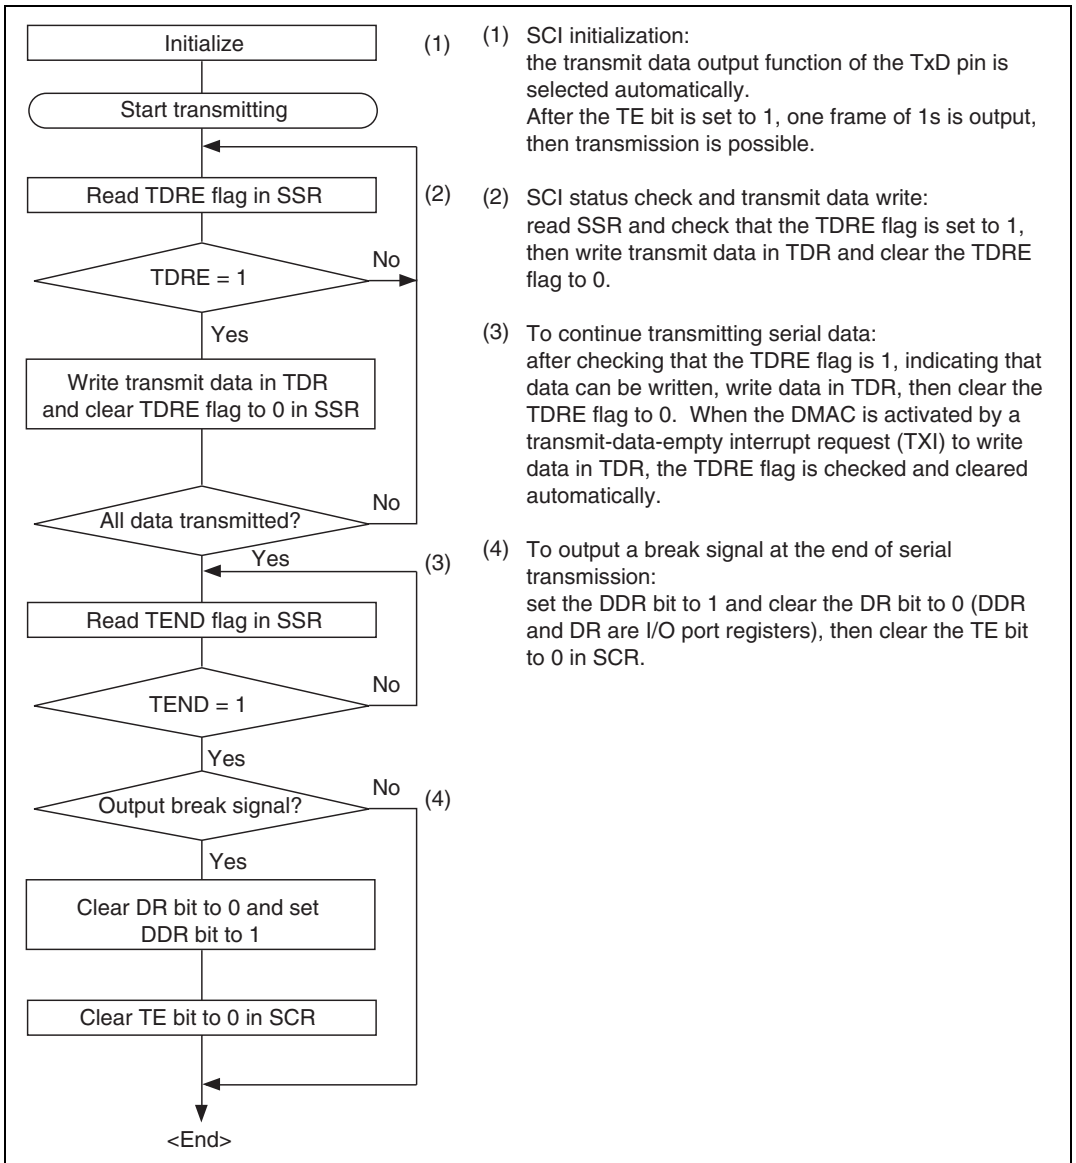 Initialize
(1)
Start transmitting
Read TDRE flag in SSR
(2)
TDRE = 1
No
Yes
Write transmit data in TDR
and clear TDRE flag to 0 in SSR
All data transmitted?
No
Yes
(3)
Read TEND flag in SSR
TEND = 1
No
Yes
Output break signal?
No
(4)
Yes
Clear DR bit to 0 and set
DDR bit to 1
Clear TE bit to 0 in SCR
<End>
(1) SCI initialization:
the transmit data output function of the TxD pin is
selected automatically.
After the TE bit is set to 1, one frame of 1s is output,
then transmission is possible.
(2) SCI status check and transmit data write:
read SSR and check that the TDRE flag is set to 1,
then write transmit data in TDR and clear the TDRE
flag to 0.
(3) To continue transmitting serial data:
after checking that the TDRE flag is 1, indicating that
data can be written, write data in TDR, then clear the
TDRE flag to 0. When the DMAC is activated by a
transmit-data-empty interrupt request (TXI) to write
data in TDR, the TDRE flag is checked and cleared
automatically.
(4) To output a break signal at the end of serial
transmission:
set the DDR bit to 1 and clear the DR bit to 0 (DDR
and DR are I/O port registers), then clear the TE bit
to 0 in SCR.